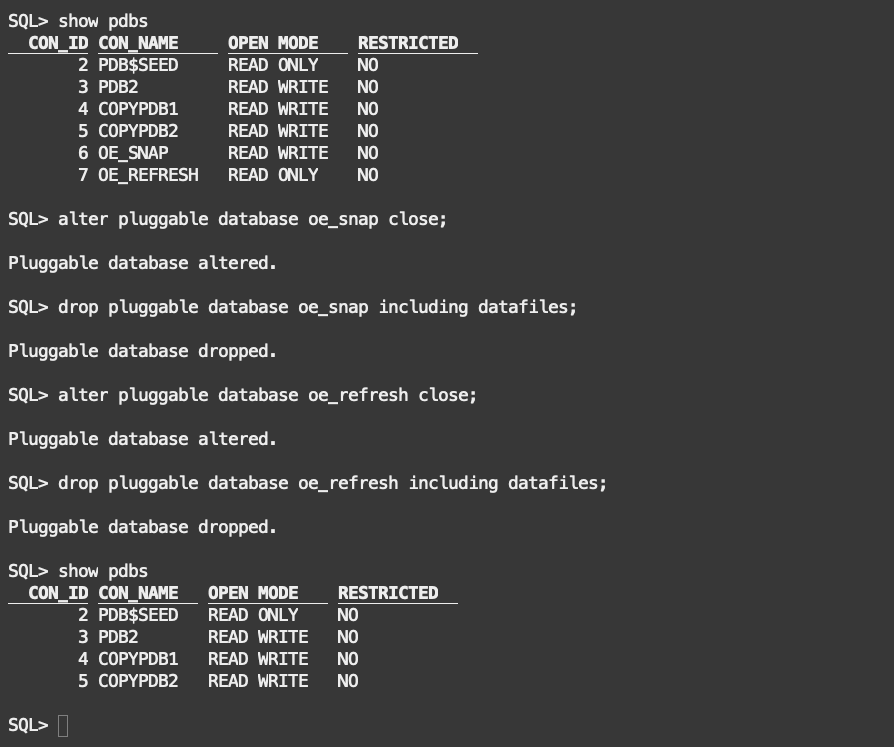 SQL> show pdbs
CON_ID CON_NAME OPEN MODE RESTRICTED
2 PDB$SEED READ ONLY NO
3 PDB2 READ WRITE NO
4 COPYPDB1 READ WRITE NO
5 COPYPDB2 READ WRITE NO
6 OE_SNAP READ WRITE NO
7 OE_REFRESH READ ONLY NO
SQL> alter pluggable database oe_snap close;
Pluggable database altered.
SQL> drop pluggable database oe_snap including datafiles;
Pluggable database dropped.
SQL> alter pluggable database oe_refresh close;
Pluggable database altered.
SQL> drop pluggable database oe_refresh including datafiles;
Pluggable database dropped.
SQL> show pdbs
CON_ID CON_NAME OPEN MODE RESTRICTED
2 PDB$SEED READ ONLY NO
3 PDB2 READ WRITE NO
4 COPYPDB1 READ WRITE NO
5 COPYPDB2 READ WRITE NO
SQL>